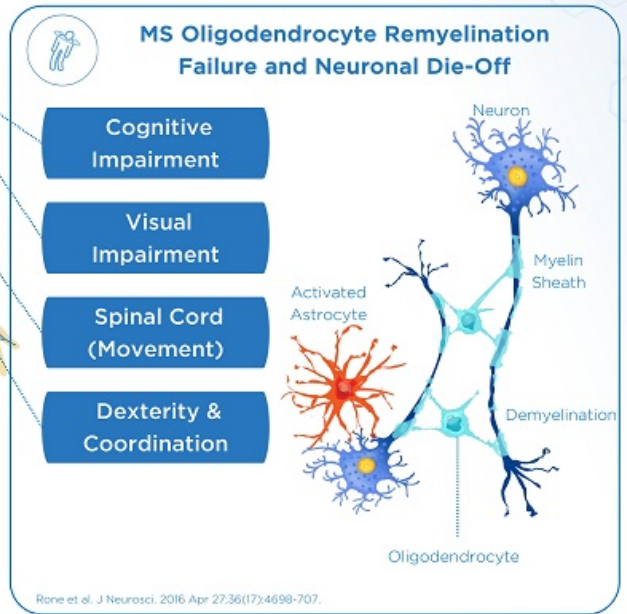 MS Oligodendrocyte Remyelination
Failure and Neuronal Die-Off
Cognitive
Impairment
Visual
Impairment
Spinal Cord
(Movement)
Dexterity &
Coordination
Neuron
Myelin
Sheath
Activated
Astrocyte
Demyelination
Oligodendrocyte
Rone et al. J Neurosci. 2016 Apr 27;36(17):4698-707.